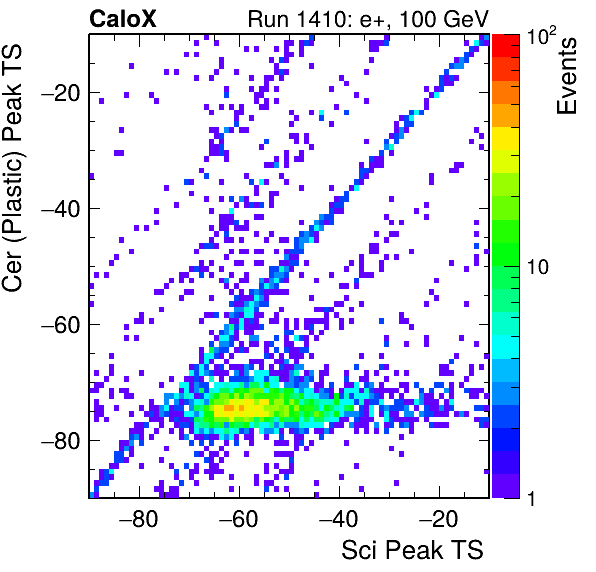 CaloX Run 1410: e+, 100 GeV
Cer (Plastic) Peak TS
−20
−40
−60
−80
−80 −60 −40 −20
Sci Peak TS
10²
10
1
Events